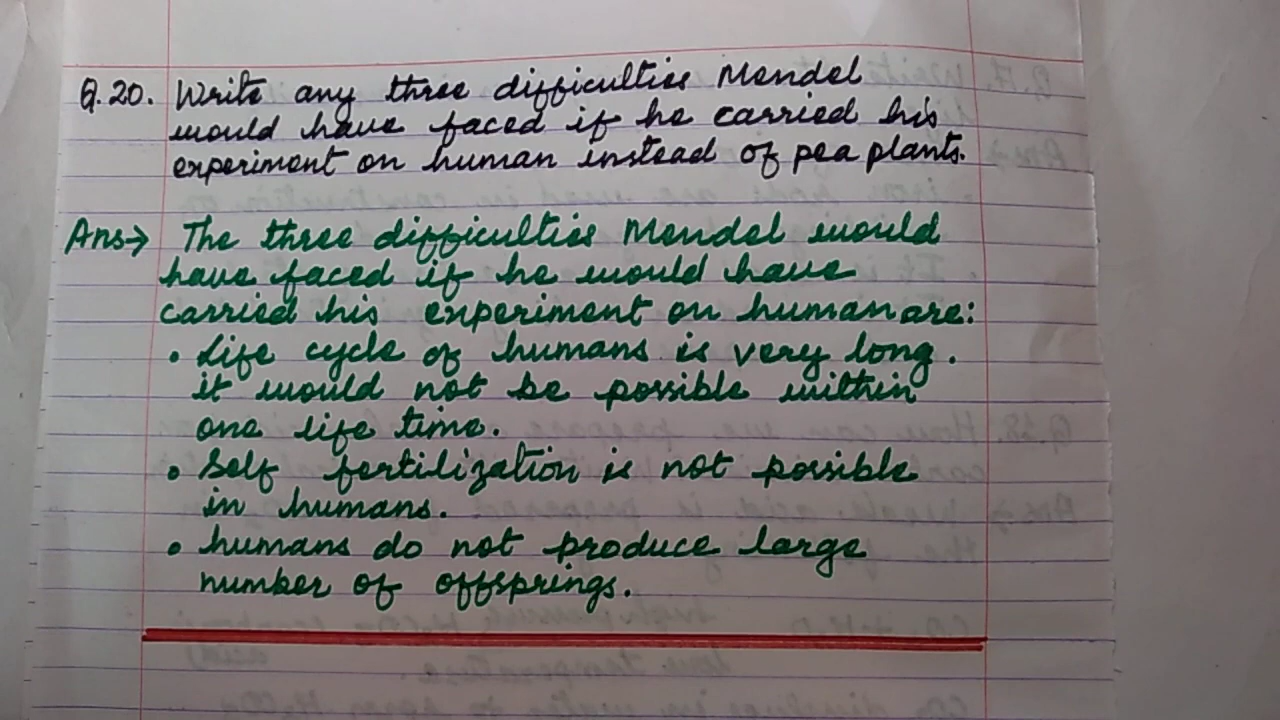 Q.20. Write any three difficulties Mendel
would have faced if he carried his
experiment on human instead of pea plants.
Ans→ The three difficulties Mendel would
have faced if he would have
carried his experiment on human are:
• Life cycle of humans is very long.
it would not be possible within
one life time.
• Self fertilization is not possible
in humans.
• humans do not produce large
number of offsprings.